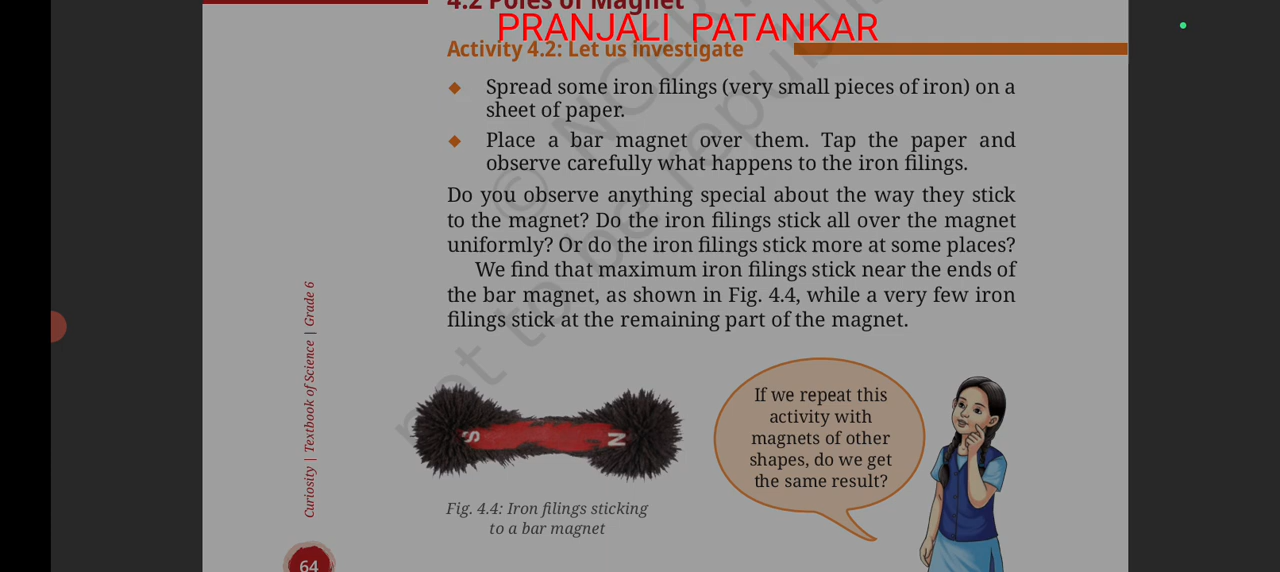 4.2 Poles of Magnet
PRANJALI PATANKAR
Activity 4.2: Let us investigate
Spread some iron filings (very small pieces of iron) on a
sheet of paper.
Place a bar magnet over them. Tap the paper and
observe carefully what happens to the iron filings.
Do you observe anything special about the way they stick
to the magnet? Do the iron filings stick all over the magnet
uniformly? Or do the iron filings stick more at some places?
We find that maximum iron filings stick near the ends of
the bar magnet, as shown in Fig. 4.4, while a very few iron
filings stick at the remaining part of the magnet.
S
N
Fig. 4.4: Iron filings sticking
to a bar magnet
If we repeat this
activity with
magnets of other
shapes, do we get
the same result?
Curiosity | Textbook of Science | Grade 6
64
© NCER
not to be republi